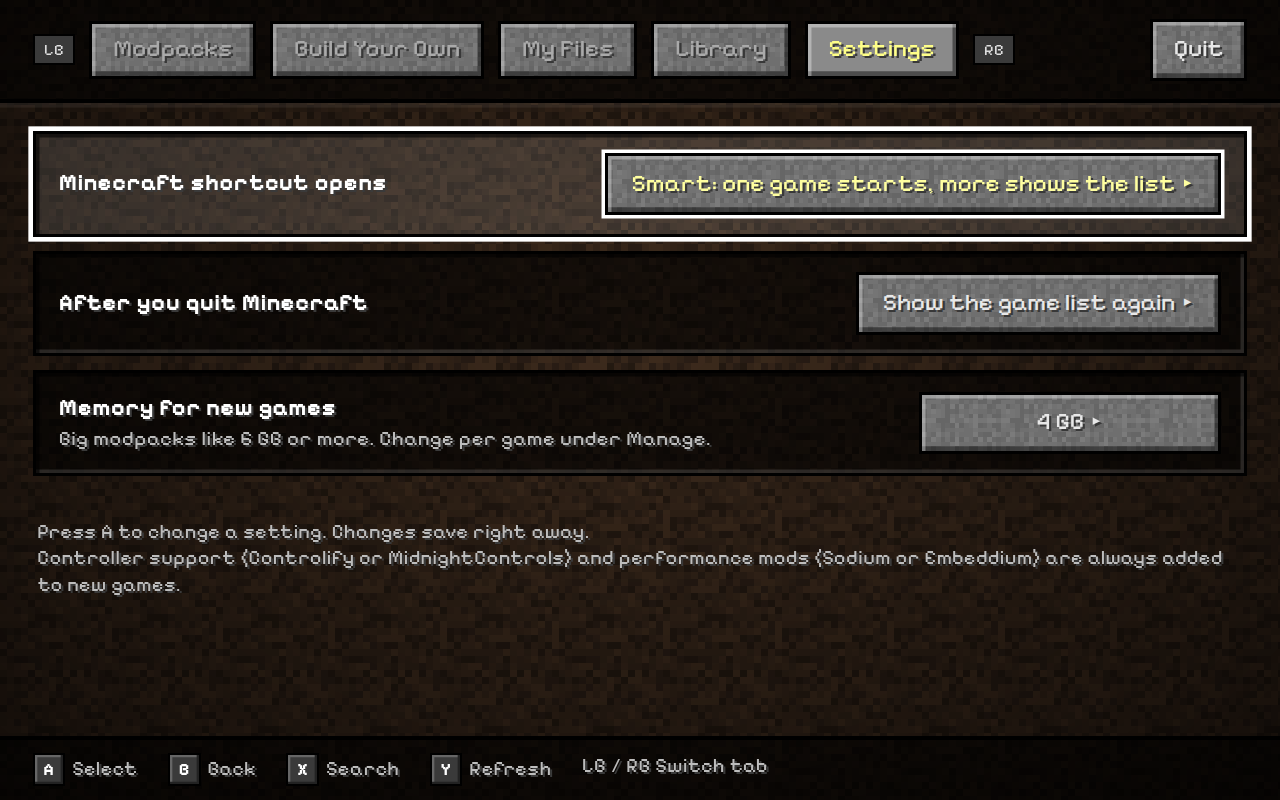 LB Modpacks Build Your Own My Files Library Settings RB Quit
Minecraft shortcut opens Smart: one game starts, more shows the list ▸
After you quit Minecraft Show the game list again ▸
Memory for new games 4 GB ▸
Big modpacks like 6 GB or more. Change per game under Manage.
Press A to change a setting. Changes save right away.
Controller support (Controlify or MidnightControls) and performance mods (Sodium or Embeddium) are always added
to new games.
A Select B Back X Search Y Refresh LB / RB Switch tab